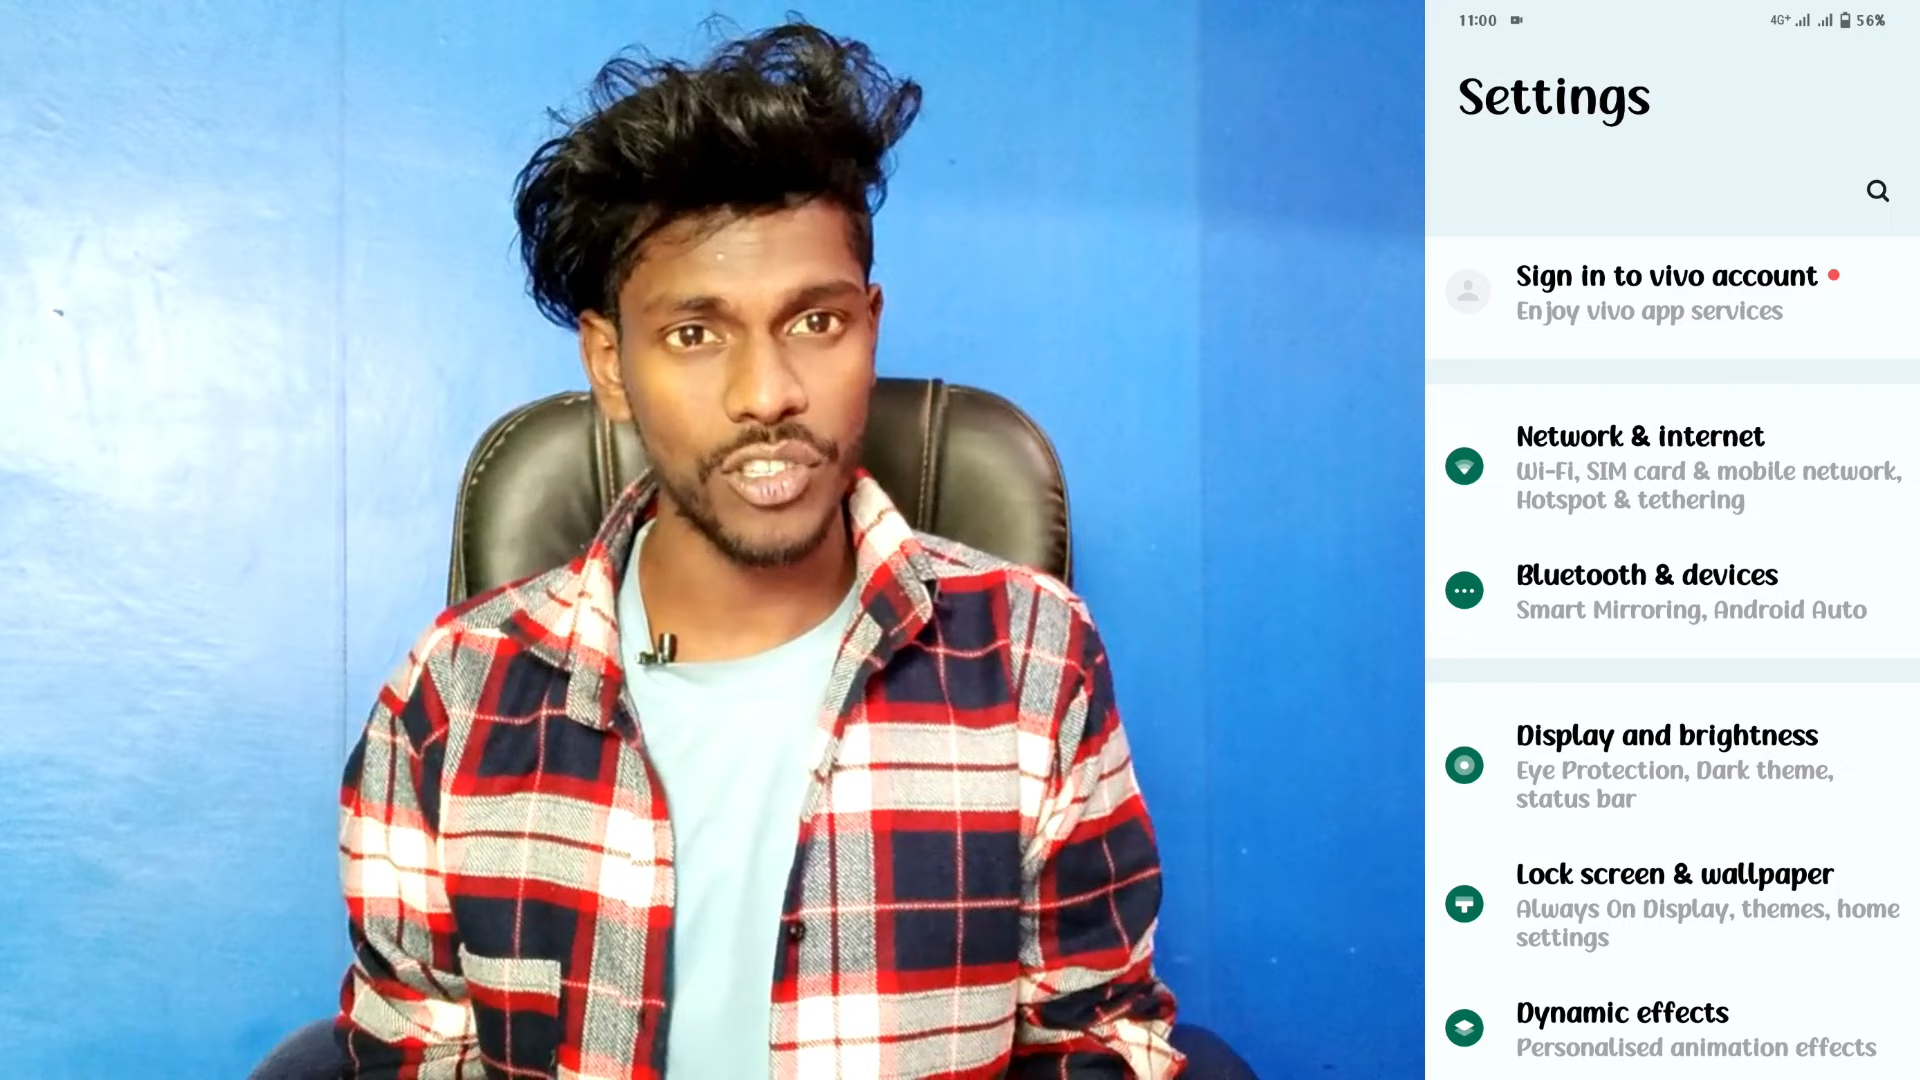 11:00
4G+
56%
Settings
Sign in to vivo account
Enjoy vivo app services
Network & internet
Wi-Fi, SIM card & mobile network,
Hotspot & tethering
Bluetooth & devices
Smart Mirroring, Android Auto
Display and brightness
Eye Protection, Dark theme,
status bar
Lock screen & wallpaper
Always On Display, themes, home
settings
Dynamic effects
Personalised animation effects